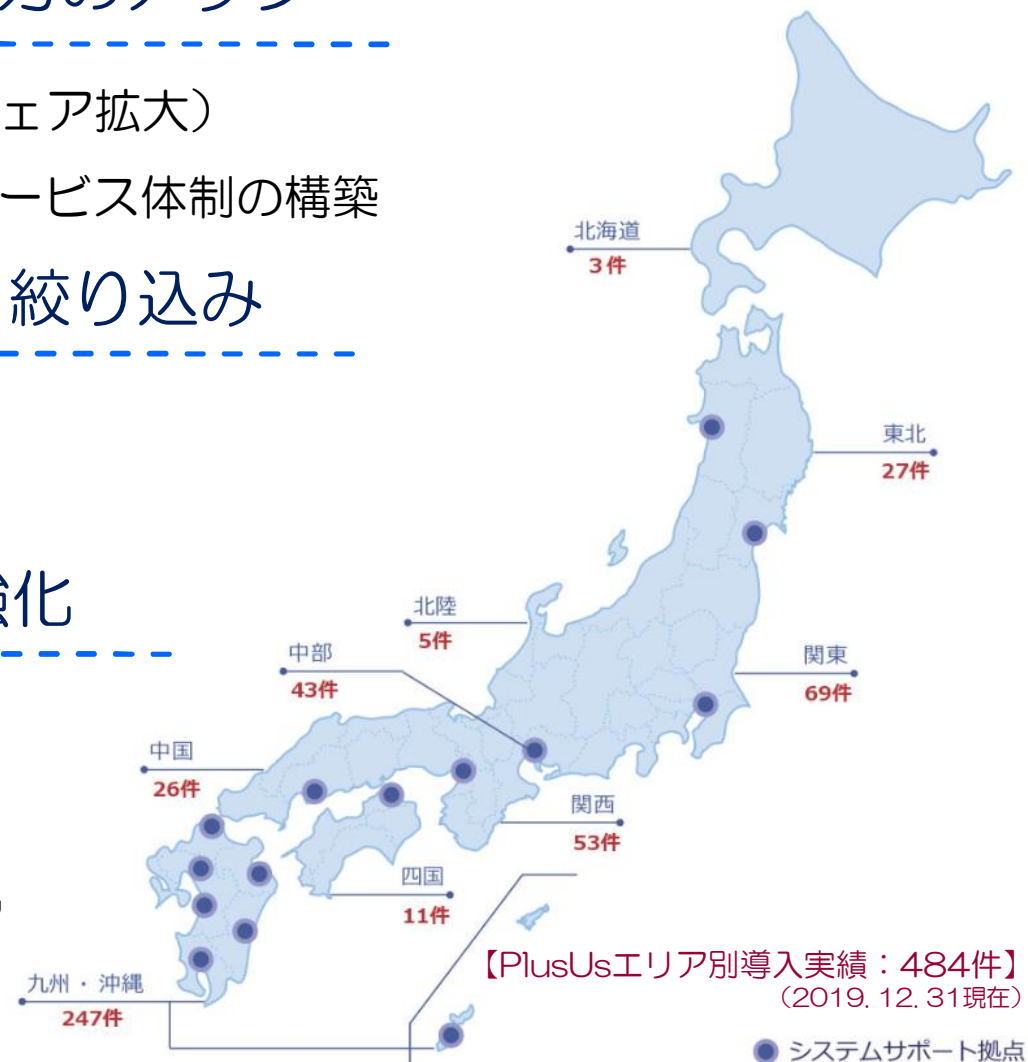 ェア拡大）
ービス体制の構築
絞り込み
化
北海道
3件
東北
27件
北陸
5件
中部
43件
関東
69件
中国
26件
関西
53件
四国
11件
九州・沖縄
247件
【PlusUsエリア別導入実績：484件】
（2019. 12. 31現在）
システムサポート拠点